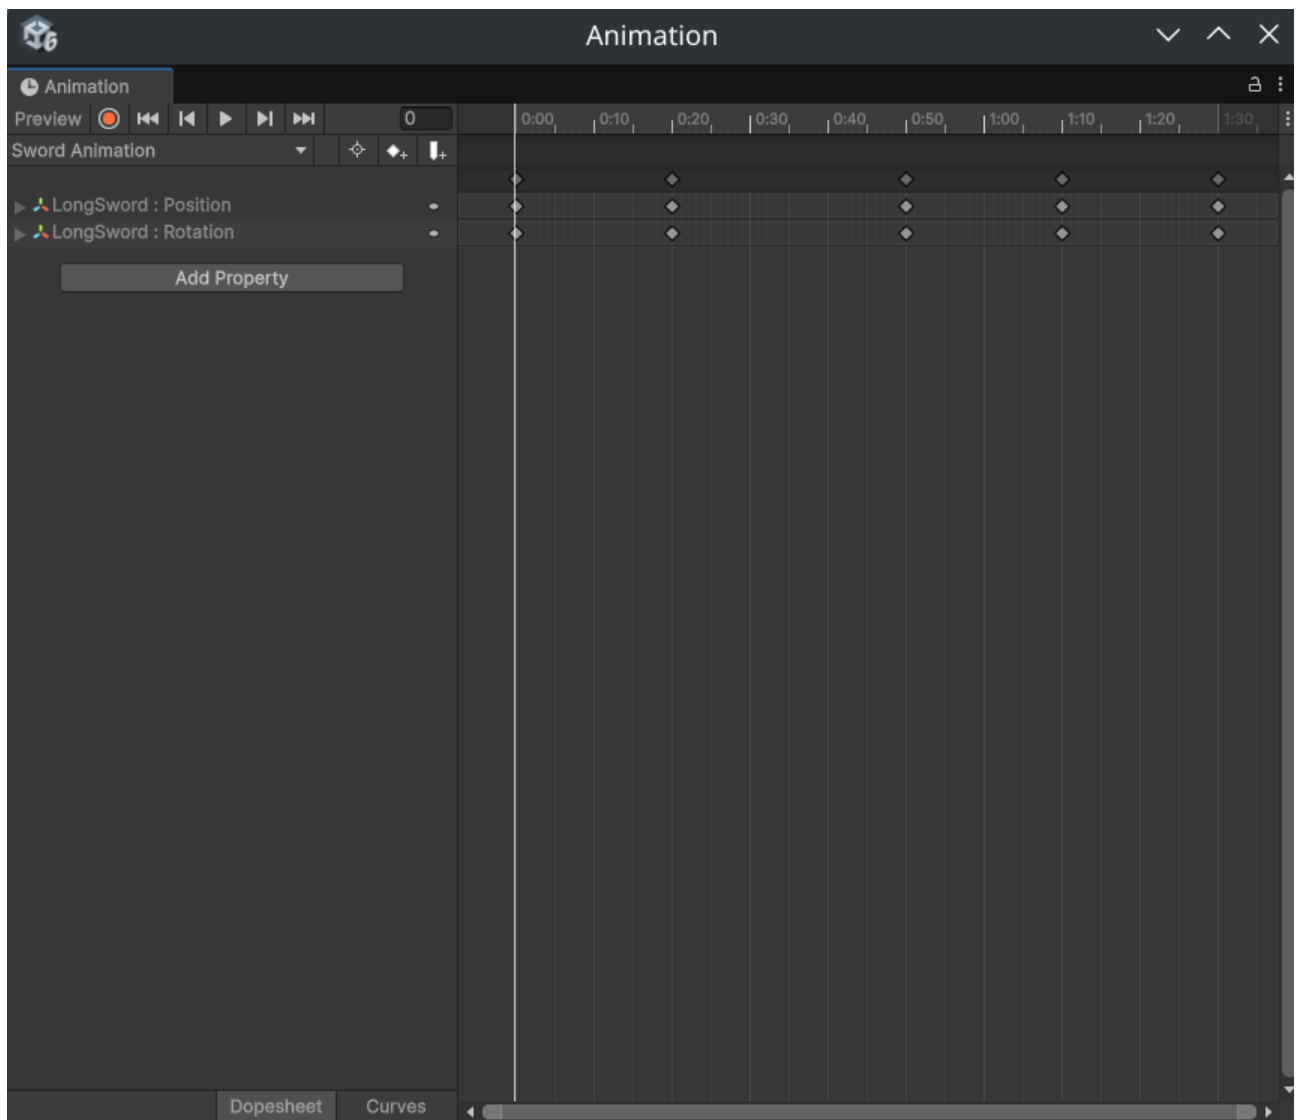 Animation
Animation
Preview 0 0:00 0:10 0:20 0:30 0:40 0:50 1:00 1:10 1:20 1:30
Sword Animation
LongSword : Position
LongSword : Rotation
Add Property
Dopesheet Curves